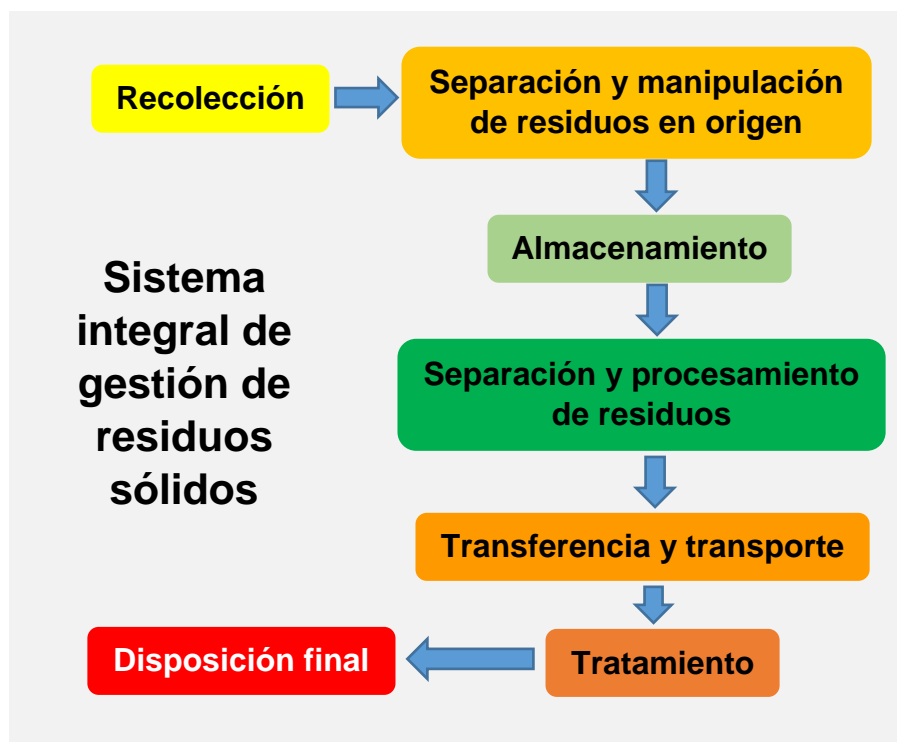 Recolección
Separación y manipulación
de residuos en origen
Almacenamiento
Sistema
integral de
gestión de
residuos
sólidos
Separación y procesamiento
de residuos
Transferencia y transporte
Tratamiento
Disposición final